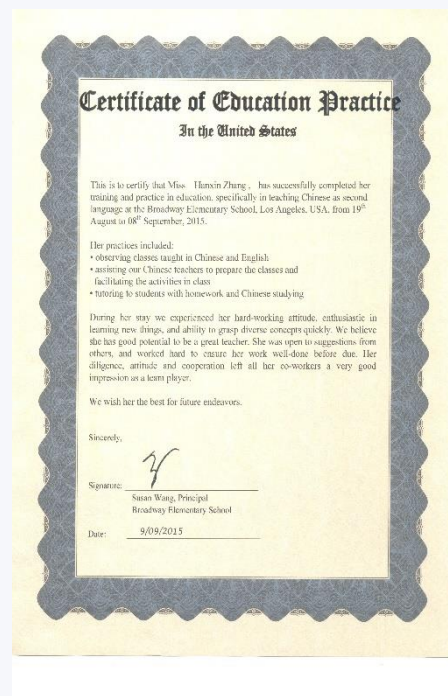 Certificate of Education Practice
In the United States
This is to certify that Miss Hanxin Zhang , has successfully completed her
training and practice in education, specifically in teaching Chinese as second
language at the Broadway Elementary School, Los Angeles, USA, from 19th
August to 08th September, 2015.
Her practices included:
• observing classes taught in Chinese and English
• assisting our Chinese teachers to prepare the classes and
facilitating the activities in class
• tutoring to students with homework and Chinese studying
During her stay we experienced her hard-working attitude, enthusiastic in
learning new things, and ability to grasp diverse concepts quickly. We believe
she has good potential to be a great teacher. She was open to suggestions from
others, and worked hard to ensure her work well-done before due. Her
diligence, attitude and cooperation left all her co-workers a very good
impression as a team player.
We wish her the best for future endeavors.
Sincerely,
Signature:
Susan Wang, Principal
Broadway Elementary School
Date: 9/09/2015